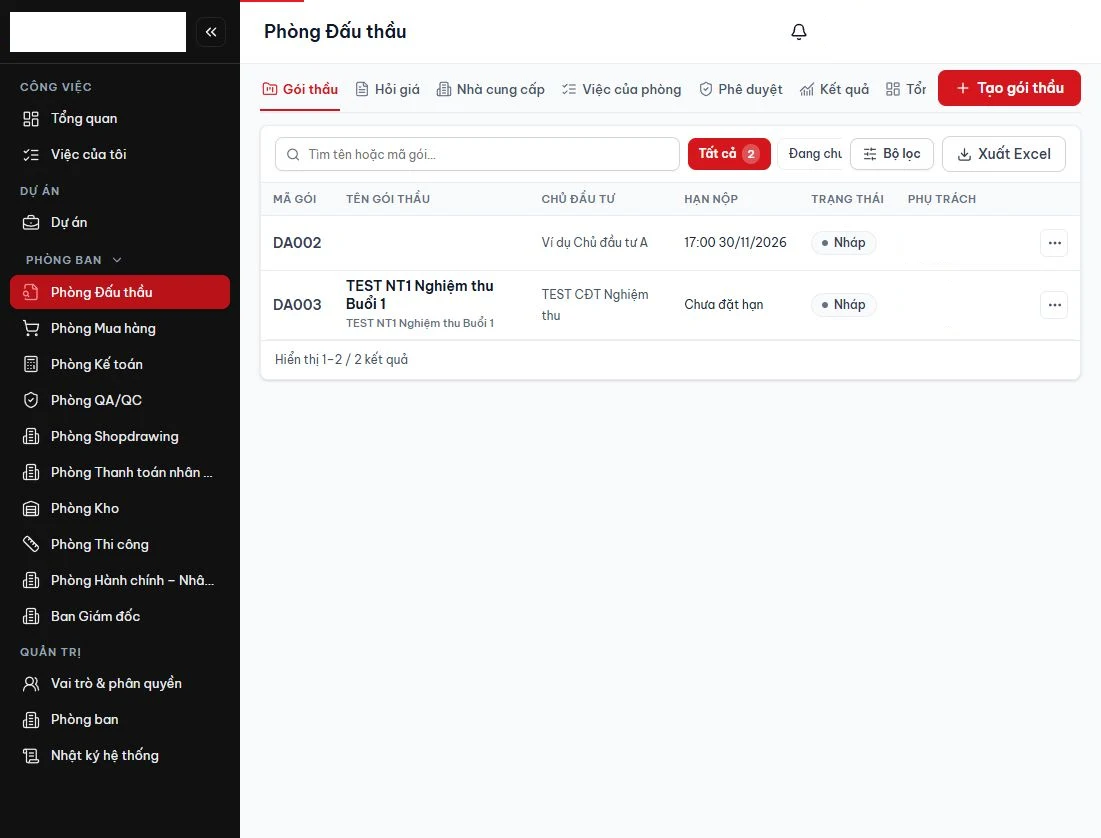 Phòng Đấu thầu
CÔNG VIỆC
Tổng quan
Việc của tôi
DỰ ÁN
Dự án
PHÒNG BAN
Phòng Đấu thầu
Phòng Mua hàng
Phòng Kế toán
Phòng QA/QC
Phòng Shopdrawing
Phòng Thanh toán nhân ...
Phòng Kho
Phòng Thi công
Phòng Hành chính – Nhâ...
Ban Giám đốc
QUẢN TRỊ
Vai trò & phân quyền
Phòng ban
Nhật ký hệ thống
Gói thầu Hỏi giá Nhà cung cấp Việc của phòng Phê duyệt Kết quả Tổn
Tạo gói thầu
Tìm tên hoặc mã gói...
Tất cả 2 Đang chu Bộ lọc Xuất Excel
MÃ GÓI TÊN GÓI THẦU CHỦ ĐẦU TƯ HẠN NỘP TRẠNG THÁI PHỤ TRÁCH
DA002 Ví dụ Chủ đầu tư A 17:00 30/11/2026 Nháp
DA003
TEST NT1 Nghiệm thu
Buổi 1
TEST NT1 Nghiệm thu Buổi 1
TEST CĐT Nghiệm
thu
Chưa đặt hạn
Nháp
Hiển thị 1–2 / 2 kết quả